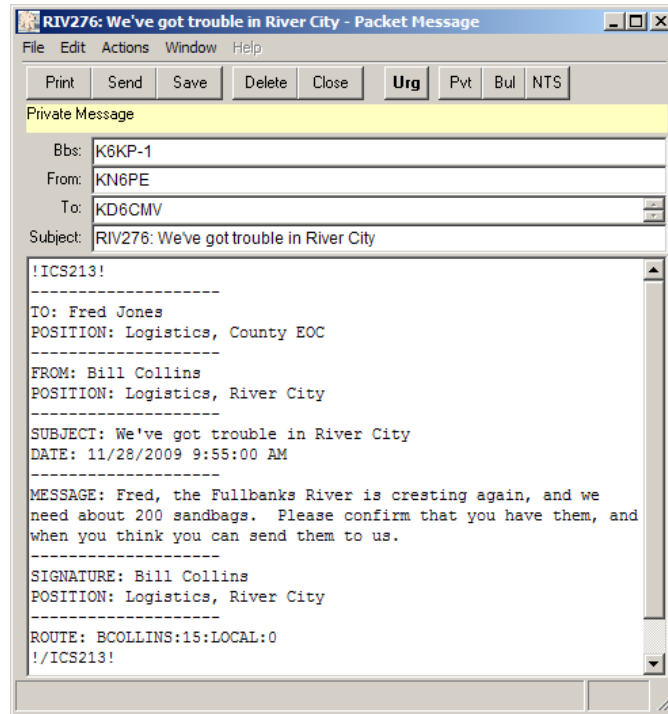 RIV276: We've got trouble in River City - Packet Message
File Edit Actions Window Help
Print Send Save Delete Close Urg Pvt Bul NTS
Private Message
Bbs: K6KP-1
From: KN6PE
To: KD6CMV
Subject: RIV276: We've got trouble in River City
!ICS213!
--------------------
TO: Fred Jones
POSITION: Logistics, County EOC
--------------------
FROM: Bill Collins
POSITION: Logistics, River City
--------------------
SUBJECT: We've got trouble in River City
DATE: 11/28/2009 9:55:00 AM
--------------------
MESSAGE: Fred, the Fullbanks River is cresting again, and we
need about 200 sandbags.  Please confirm that you have them, and
when you think you can send them to us.
--------------------
SIGNATURE: Bill Collins
POSITION: Logistics, River City
--------------------
ROUTE: BCOLLINS:15:LOCAL:0
!/ICS213!